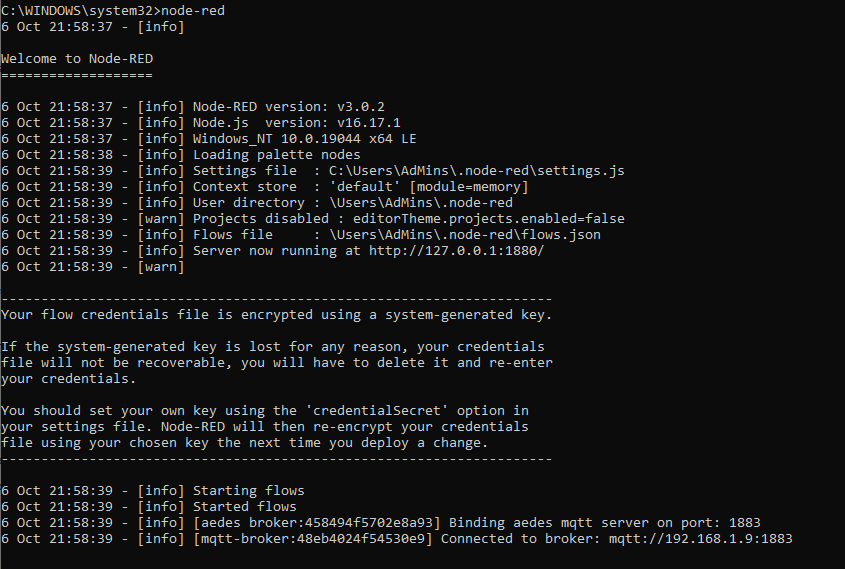 C:\WINDOWS\system32>node-red
6 Oct 21:58:37 - [info]
Welcome to Node-RED
===================
6 Oct 21:58:37 - [info] Node-RED version: v3.0.2
6 Oct 21:58:37 - [info] Node.js  version: v16.17.1
6 Oct 21:58:37 - [info] Windows_NT 10.0.19044 x64 LE
6 Oct 21:58:38 - [info] Loading palette nodes
6 Oct 21:58:39 - [info] Settings file  : C:\Users\AdMins\.node-red\settings.js
6 Oct 21:58:39 - [info] Context store  : 'default' [module=memory]
6 Oct 21:58:39 - [info] User directory : \Users\AdMins\.node-red
6 Oct 21:58:39 - [warn] Projects disabled : editorTheme.projects.enabled=false
6 Oct 21:58:39 - [info] Flows file     : \Users\AdMins\.node-red\flows.json
6 Oct 21:58:39 - [info] Server now running at http://127.0.0.1:1880/
6 Oct 21:58:39 - [warn]
---------------------------------------------------------------------
Your flow credentials file is encrypted using a system-generated key.
If the system-generated key is lost for any reason, your credentials
file will not be recoverable, you will have to delete it and re-enter
your credentials.
You should set your own key using the 'credentialSecret' option in
your settings file. Node-RED will then re-encrypt your credentials
file using your chosen key the next time you deploy a change.
---------------------------------------------------------------------
6 Oct 21:58:39 - [info] Starting flows
6 Oct 21:58:39 - [info] Started flows
6 Oct 21:58:39 - [info] [aedes broker:458494f5702e8a93] Binding aedes mqtt server on port: 1883
6 Oct 21:58:39 - [info] [mqtt-broker:48eb4024f54530e9] Connected to broker: mqtt://192.168.1.9:1883